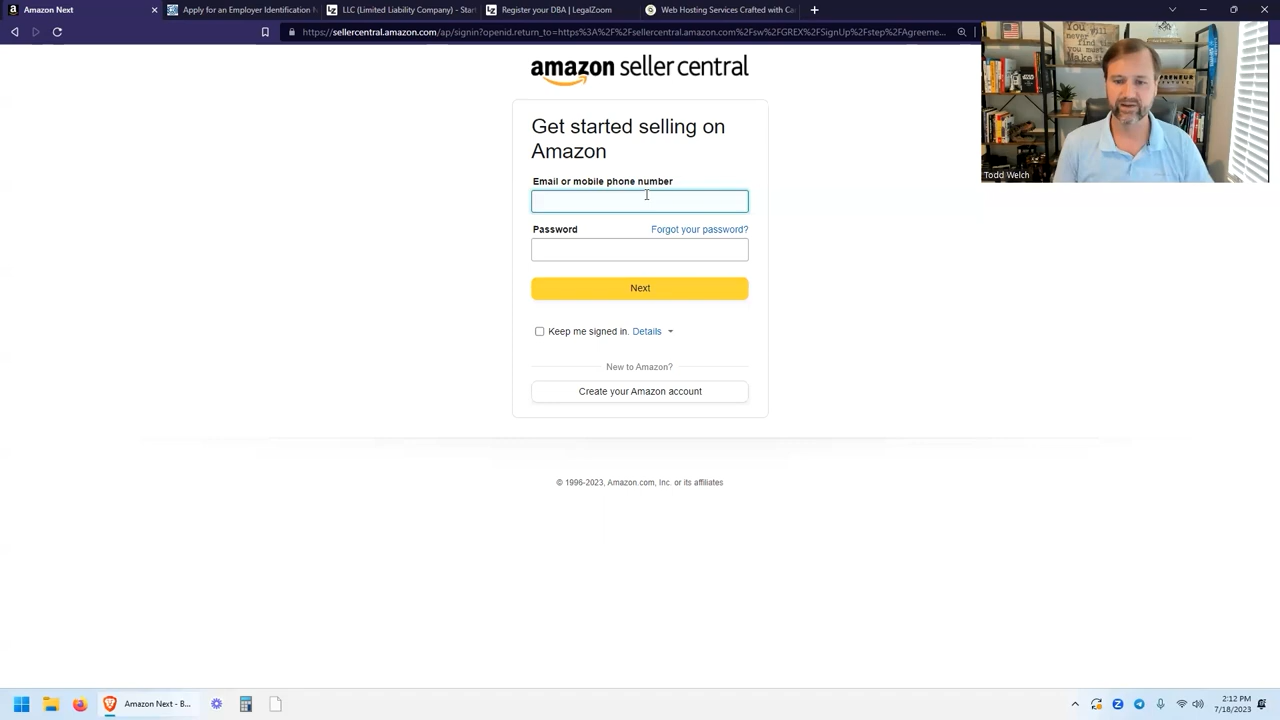 Amazon Next
Apply for an Employer Identification N
LLC (Limited Liability Company) - Star
Register your DBA | LegalZoom
Web Hosting Services Crafted with Ca
https://sellercentral.amazon.com/ap/signin?openid.return_to=https%3A%2F%2Fsellercentral.amazon.com%2Fsw%2FGREX%2FSignUp%2Fstep%2FAgreeme...
amazon seller central
Get started selling on
Amazon
Email or mobile phone number
Password
Forgot your password?
Next
Keep me signed in. Details
New to Amazon?
Create your Amazon account
© 1996-2023, Amazon.com, Inc. or its affiliates
Todd Welch
Amazon Next - B...
2:12 PM
7/18/2023